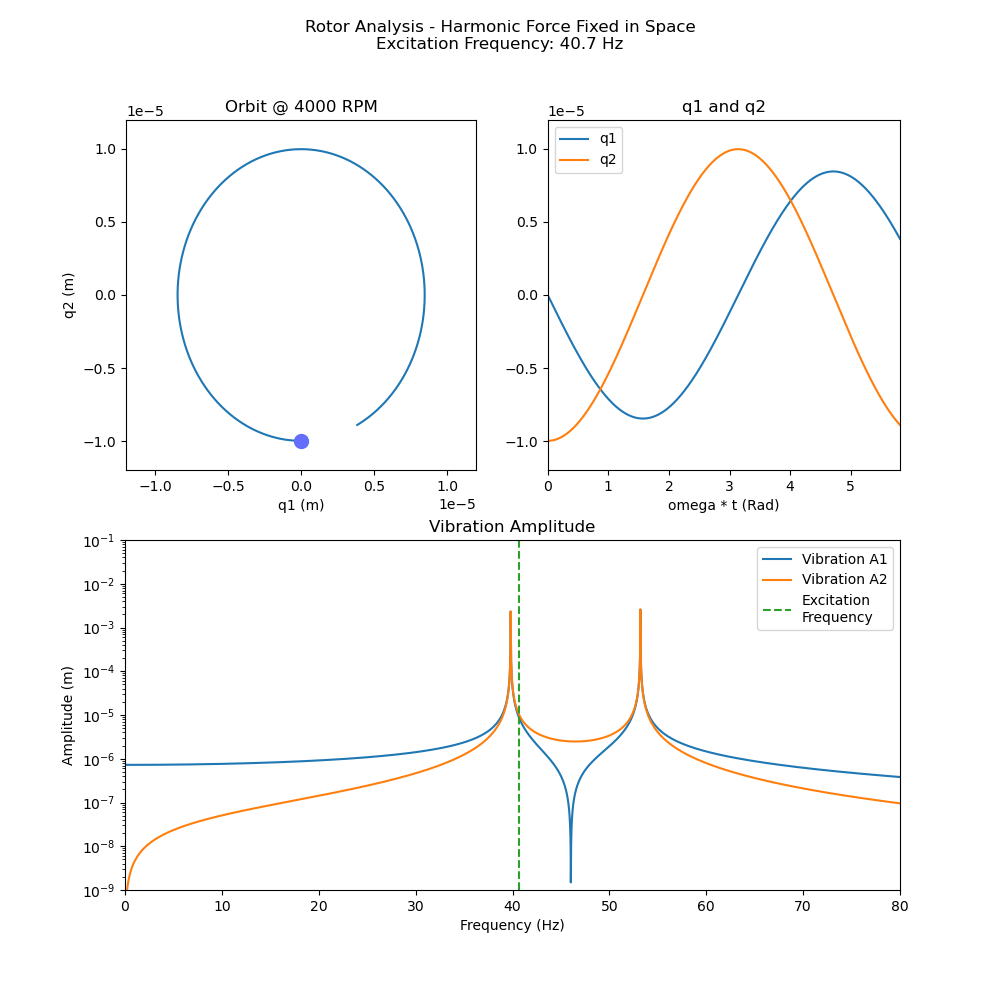 Rotor Analysis - Harmonic Force Fixed in Space
Excitation Frequency: 40.7 Hz
Orbit @ 4000 RPM
1e−5
1.0
0.5
0.0
−0.5
−1.0
q2 (m)
−1.0 −0.5 0.0 0.5 1.0
q1 (m)
1e−5
q1 and q2
1e−5
q1
q2
1.0
0.5
0.0
−0.5
−1.0
0 1 2 3 4 5
omega * t (Rad)
Vibration Amplitude
10⁻¹
10⁻²
10⁻³
10⁻⁴
10⁻⁵
10⁻⁶
10⁻⁷
10⁻⁸
10⁻⁹
Amplitude (m)
Vibration A1
Vibration A2
Excitation
Frequency
0 10 20 30 40 50 60 70 80
Frequency (Hz)